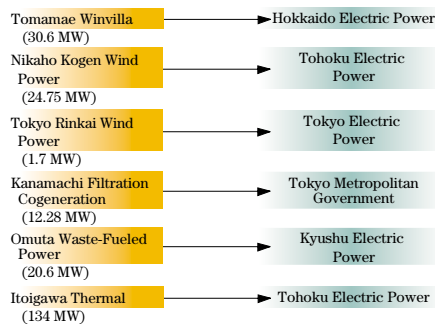 Tomamae Winvilla
(30.6 MW)
Hokkaido Electric Power
Nikaho Kogen Wind
Power
(24.75 MW)
Tohoku Electric
Power
Tokyo Rinkai Wind
Power
(1.7 MW)
Tokyo Electric
Power
Kanamachi Filtration
Cogeneration
(12.28 MW)
Tokyo Metropolitan
Government
Omuta Waste-Fueled
Power
(20.6 MW)
Kyushu Electric
Power
Itoigawa Thermal
(134 MW)
Tohoku Electric Power